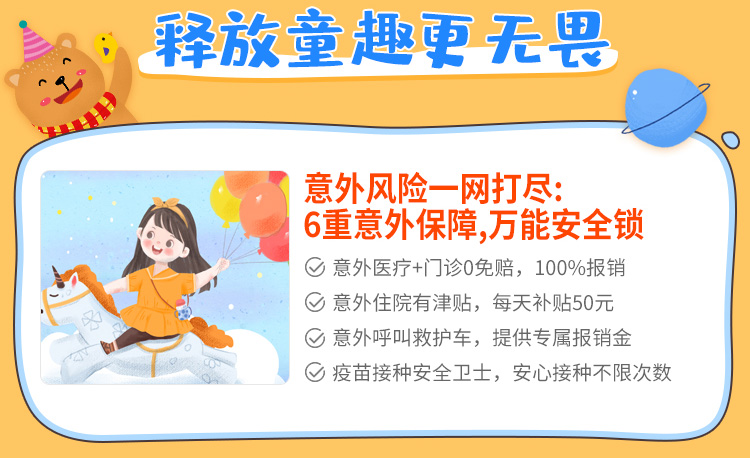 释放童趣更无畏
意外风险一网打尽:
6重意外保障,万能安全锁
意外医疗+门诊0免赔，100%报销
意外住院有津贴，每天补贴50元
意外呼叫救护车，提供专属报销金
疫苗接种安全卫士，安心接种不限次数